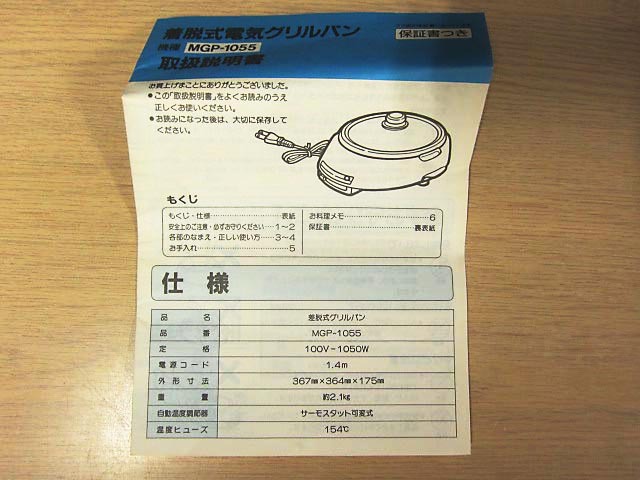 着脱式電気グリルパン
機種 MGP-1055
保証書つき
取扱説明書
お買上げまことにありがとうございました。
●この「取扱説明書」をよくお読みのうえ
正しくお使いください。
●お読みになった後は、大切に保存して
ください。
もくじ
もくじ・仕様……表紙
安全上のご注意・必ずお守りください……1〜2
各部のなまえ・正しい使い方……3〜4
お手入れ……5
お料理メモ……6
保証書……裏表紙
仕様
品名 着脱式グリルパン
品番 MGP-1055
定格 100V-1050W
電源コード 1.4m
外形寸法 367㎜×364㎜×175㎜
重量 約2.1㎏
自動温度調節器 サーモスタット可変式
温度ヒューズ 154℃